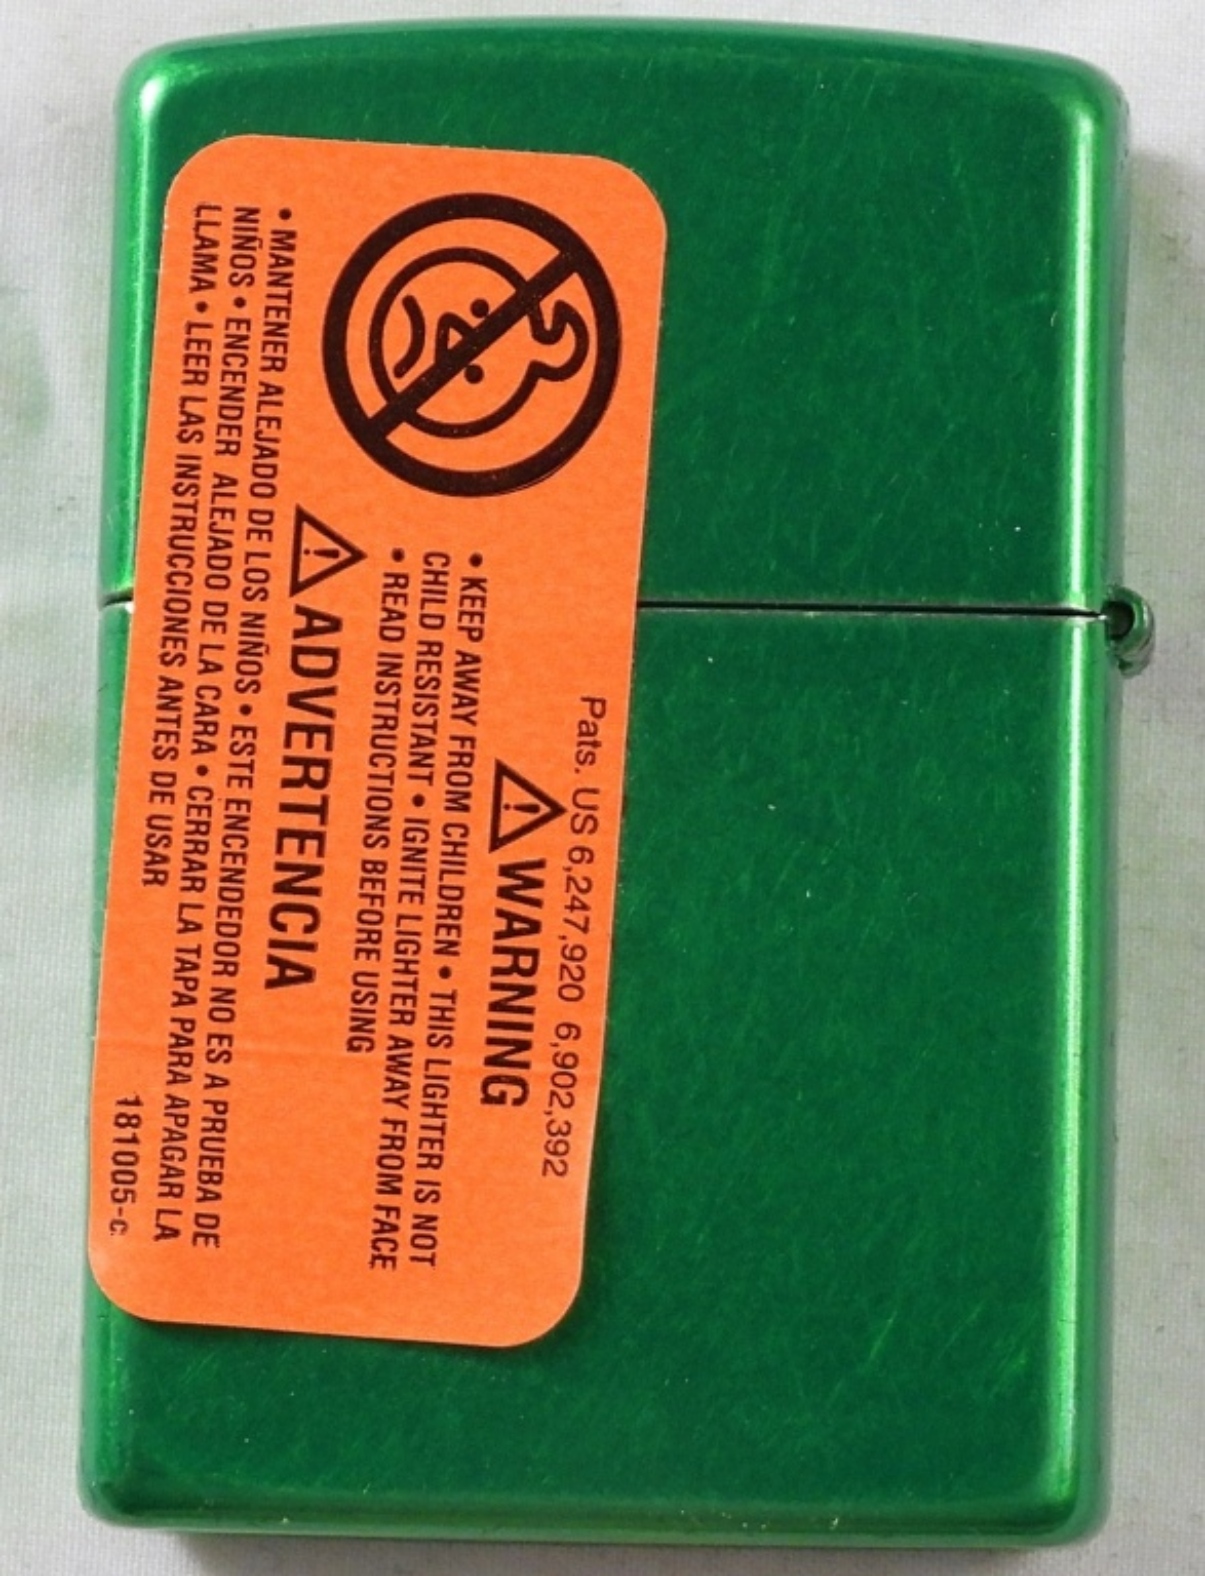 Pats. US 6,247,920 6,902,392
WARNING
• KEEP AWAY FROM CHILDREN • THIS LIGHTER IS NOT
CHILD RESISTANT • IGNITE LIGHTER AWAY FROM FACE
• READ INSTRUCTIONS BEFORE USING
ADVERTENCIA
• MANTENER ALEJADO DE LOS NIÑOS • ESTE ENCENDEDOR NO ES A PRUEBA DE
NIÑOS • ENCENDER ALEJADO DE LA CARA • CERRAR LA TAPA PARA APAGAR LA
LLAMA • LEER LAS INSTRUCCIONES ANTES DE USAR
181005-c